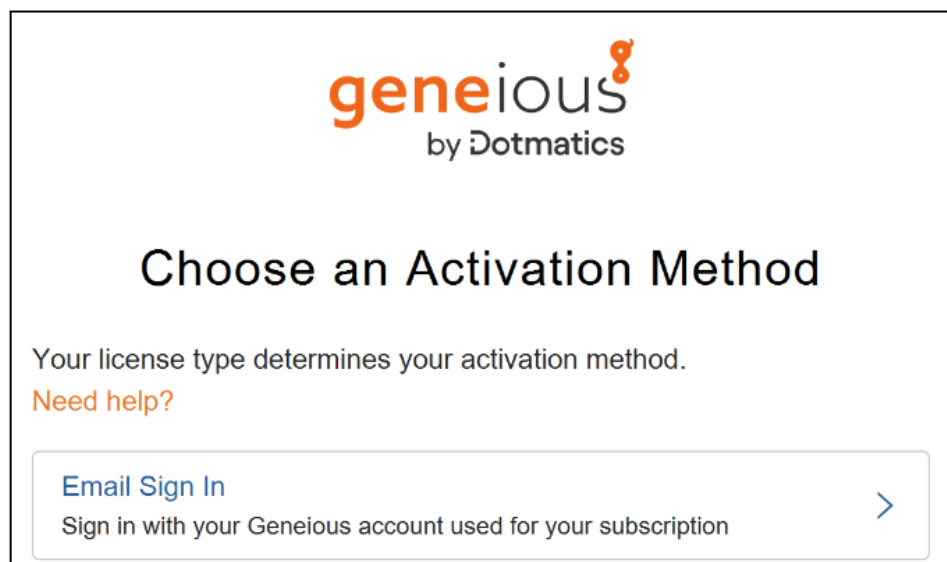 geneious
by Dotmatics
Choose an Activation Method
Your license type determines your activation method.
Need help?
Email Sign In
Sign in with your Geneious account used for your subscription